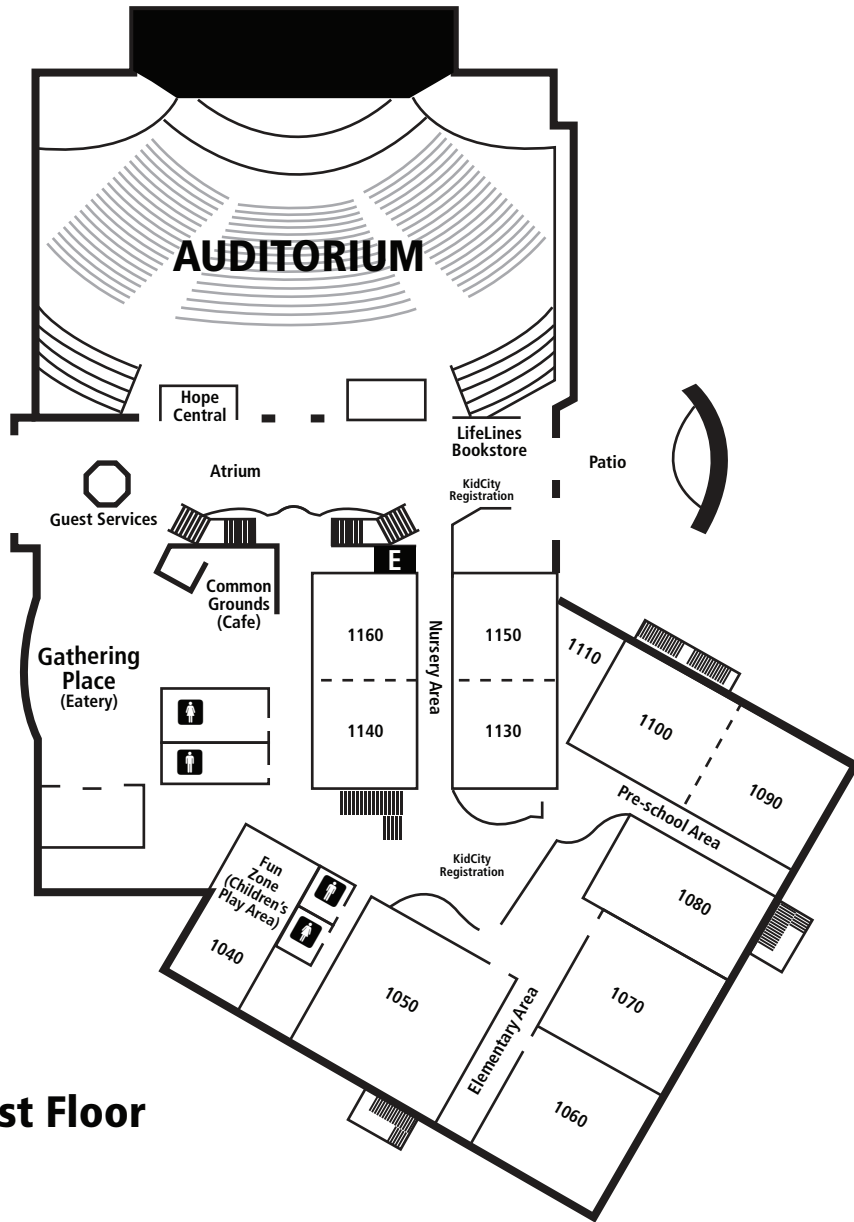 AUDITORIUM
Hope
Central
LifeLines
Bookstore
Patio
Atrium
KidCity
Registration
Guest Services
E
Common
Grounds
(Cafe)
1160
Nursery Area
1150
1110
Gathering
Place
(Eatery)
1140
1130
1100
1090
Pre-school Area
KidCity
Registration
Fun
Zone
(Children's
Play Area)
1080
1040
1050
1070
Elementary Area
1060
st Floor